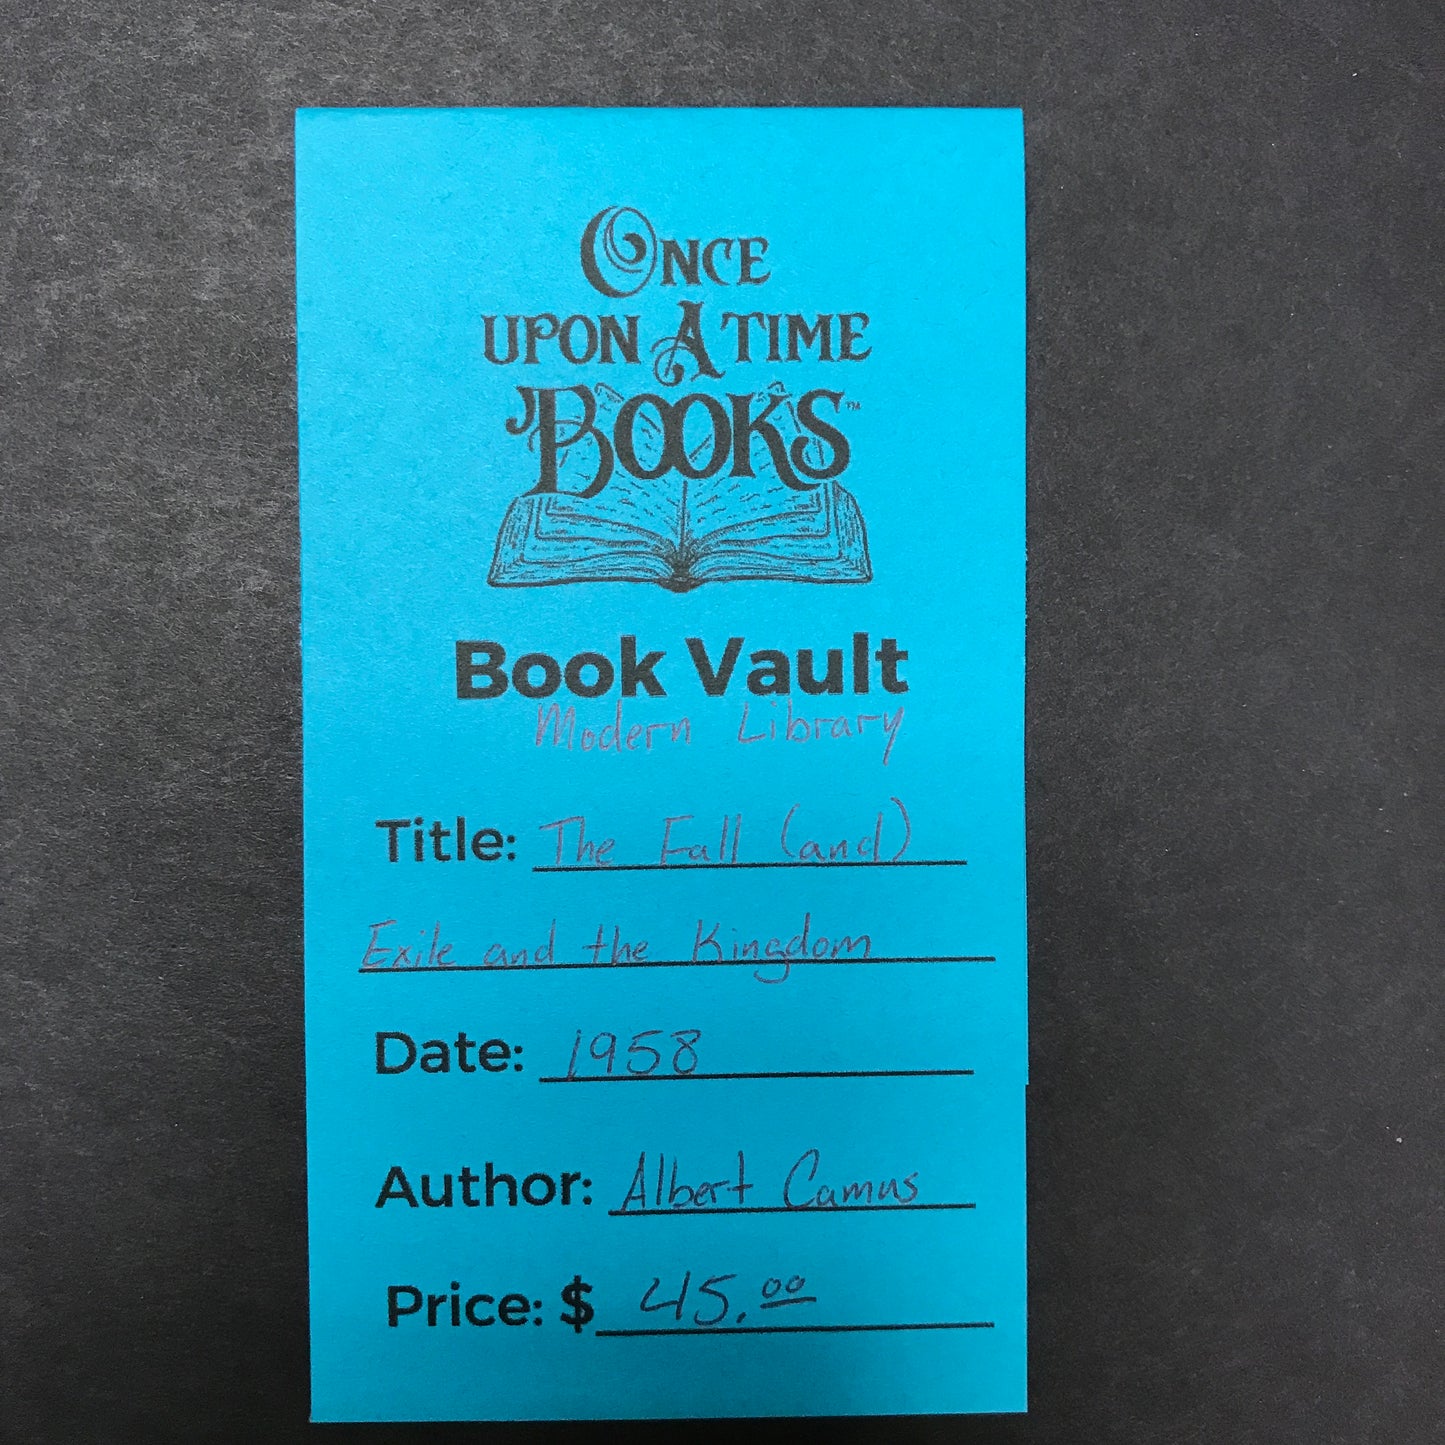 ONCE
UPON A TIME
BOOKS™
Book Vault
Modern Library
Title: The Fall (and)
Exile and the Kingdom
Date: 1958
Author: Albert Camus
Price: $ 45.00